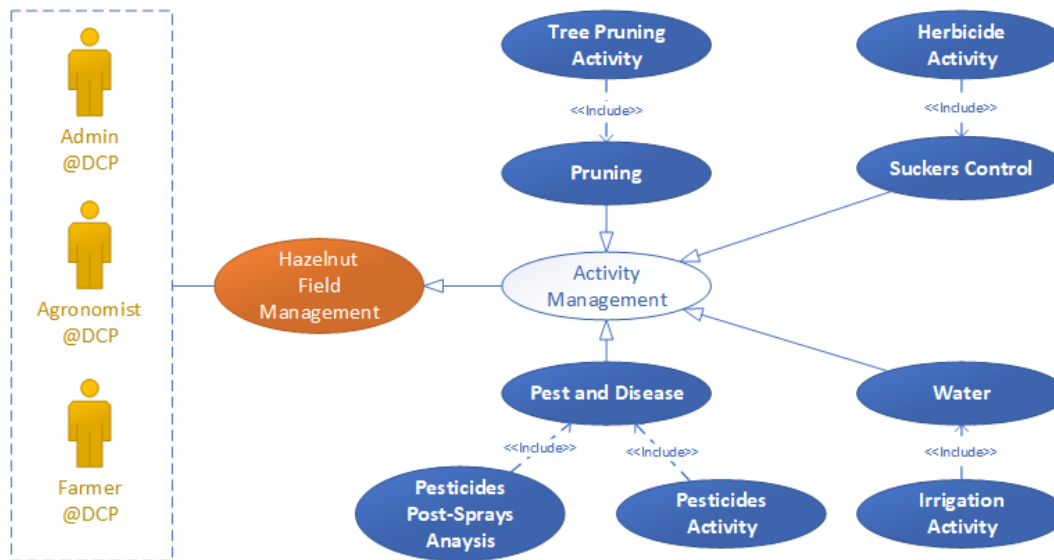 Admin
@DCP
Agronomist
@DCP
Farmer
@DCP
Hazelnut
Field
Management
Tree Pruning
Activity
<<Include>>
Pruning
Herbicide
Activity
<<Include>>
Suckers Control
Activity
Management
Pest and Disease
<<Include>>
<<Include>>
Pesticides
Post-Sprays
Anaysis
Pesticides
Activity
Water
<<Include>>
Irrigation
Activity